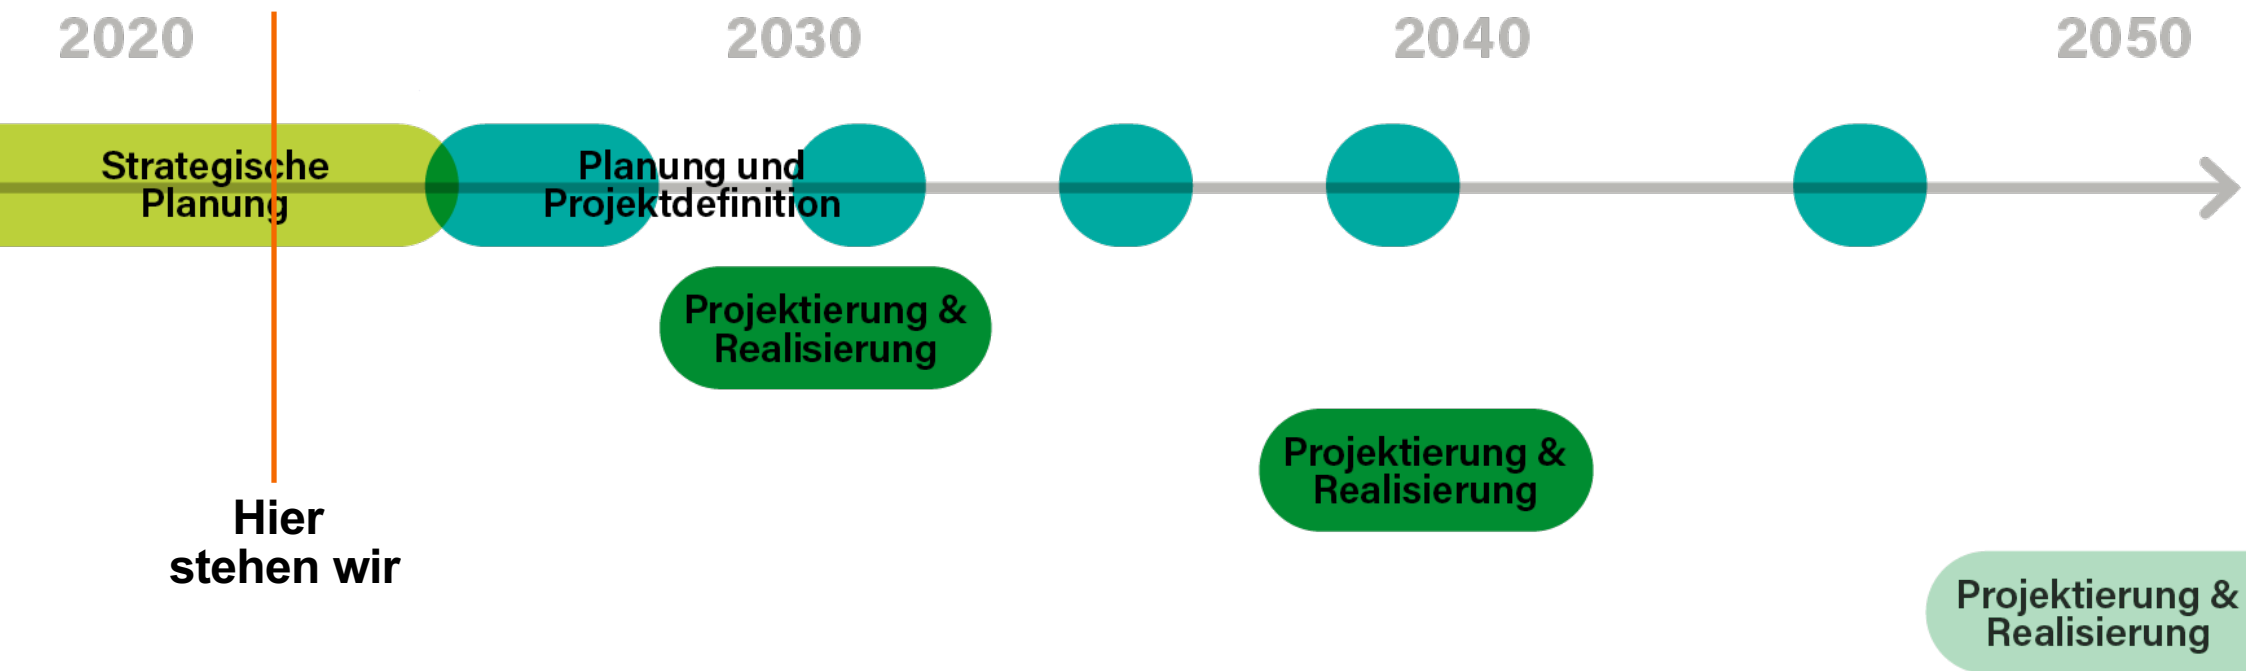 2020 2030 2040 2050
Strategische
Planung
Planung und
Projektdefinition
Projektierung &
Realisierung
Projektierung &
Realisierung
Hier
stehen wir
Projektierung &
Realisierung